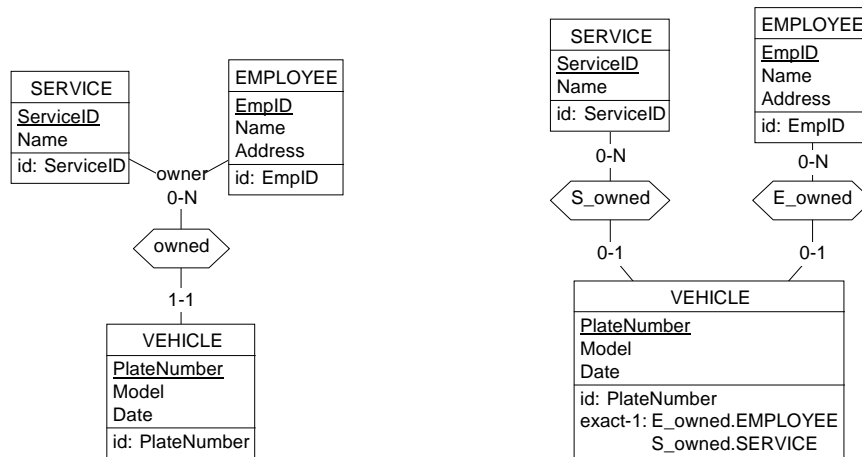 SERVICE
ServiceID
Name
id: ServiceID
EMPLOYEE
EmpID
Name
Address
id: EmpID
owner
0-N
owned
1-1
VEHICLE
PlateNumber
Model
Date
id: PlateNumber
SERVICE
ServiceID
Name
id: ServiceID
EMPLOYEE
EmpID
Name
Address
id: EmpID
0-N
0-N
S_owned
E_owned
0-1
0-1
VEHICLE
PlateNumber
Model
Date
id: PlateNumber
exact-1: E_owned.EMPLOYEE
S_owned.SERVICE